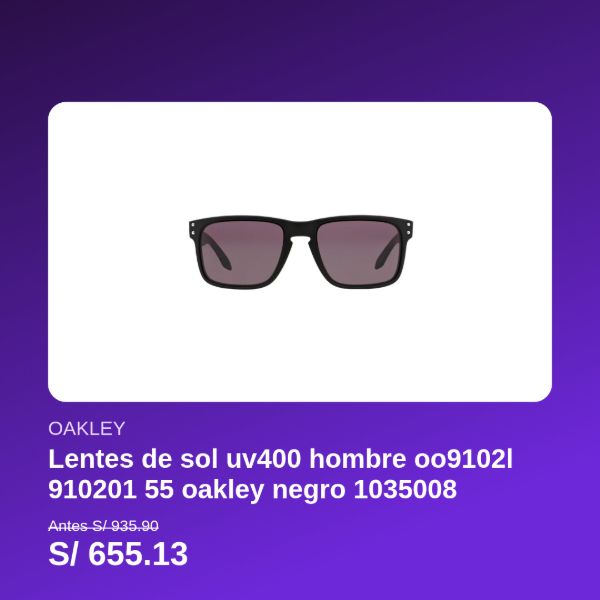 OAKLEY
Lentes de sol uv400 hombre oo9102l
910201 55 oakley negro 1035008
Antes S/ 935.90
S/ 655.13